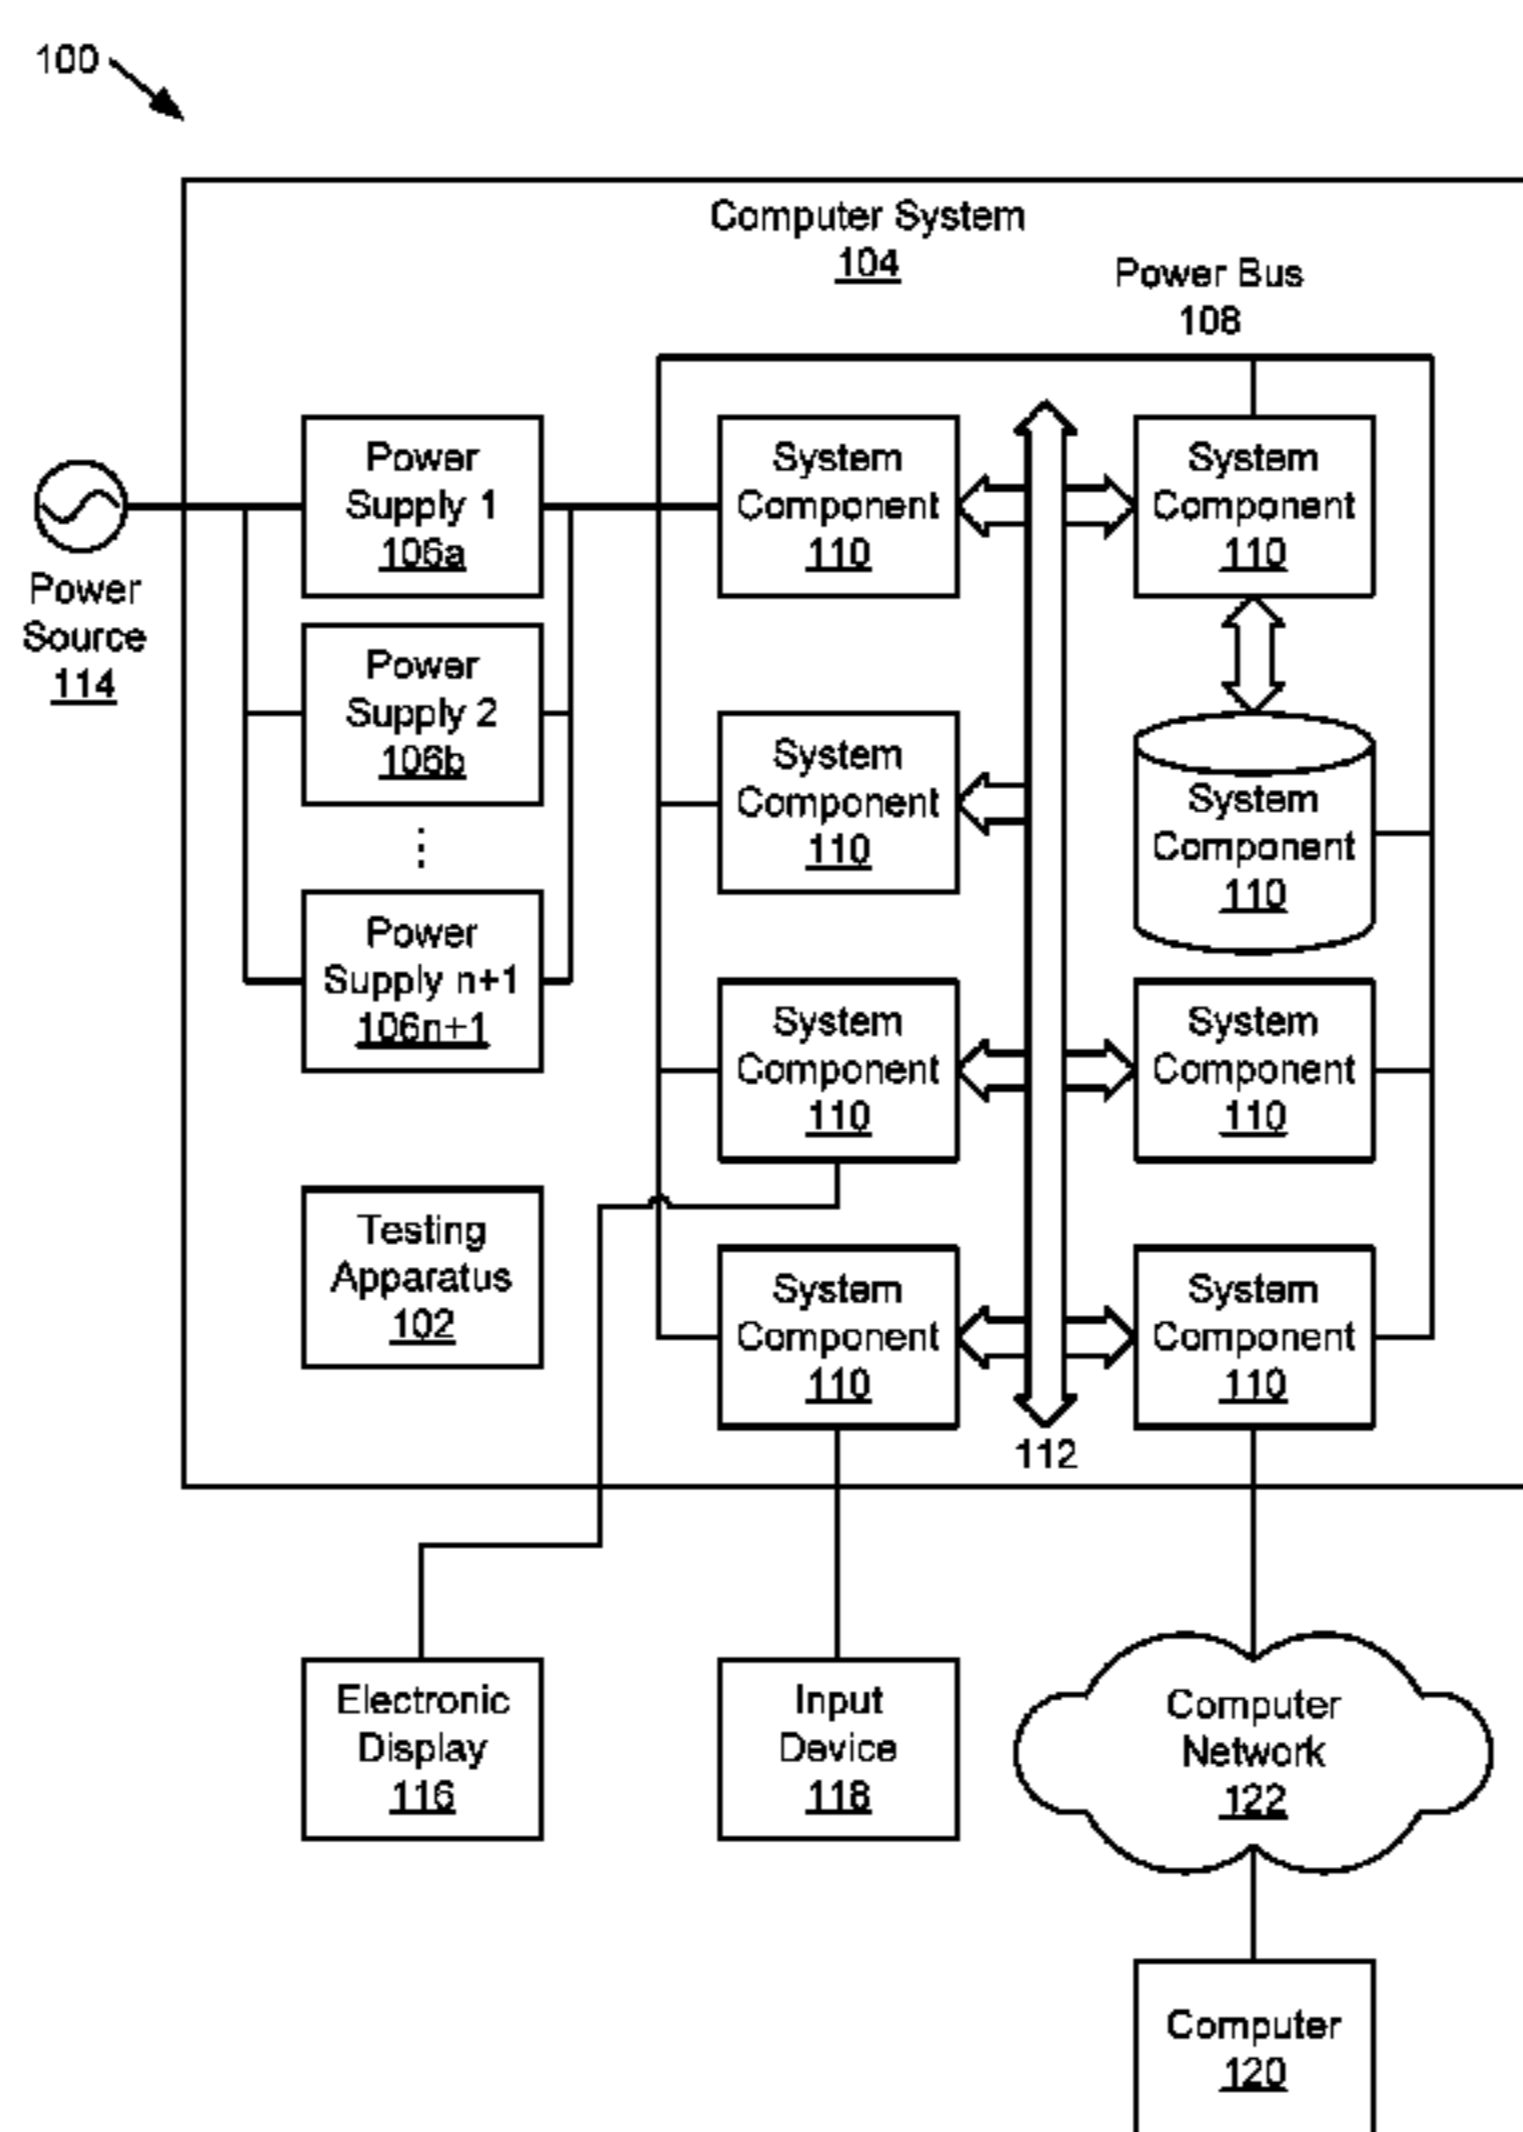 100
Computer System
104
Power Bus
108
Power
Supply 1
106a
System
Component
110
System
Component
110
Power
Source
114
Power
Supply 2
106b
System
Component
110
System
Component
110
⋮
Power
Supply n+1
106n+1
System
Component
110
System
Component
110
Testing
Apparatus
102
System
Component
110
System
Component
110
112
Electronic
Display
116
Input
Device
118
Computer
Network
122
Computer
120